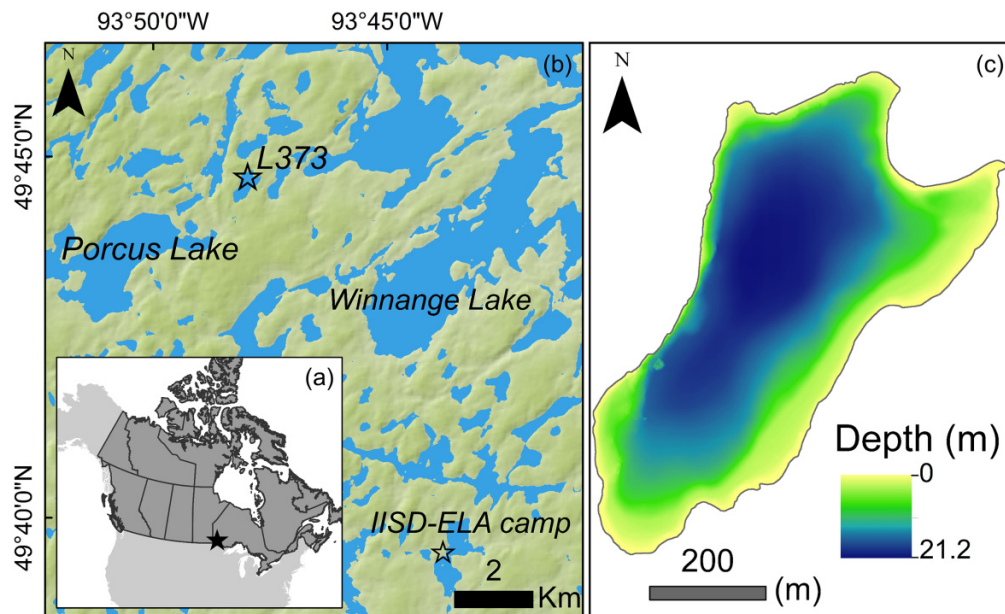 93°50'0"W
93°45'0"W
N
(b)
49°45'0"N
L373
Porcus Lake
Winnange Lake
(a)
49°40'0"N
IISD-ELA camp
2
Km
N
(c)
Depth (m)
-0
21.2
200
(m)